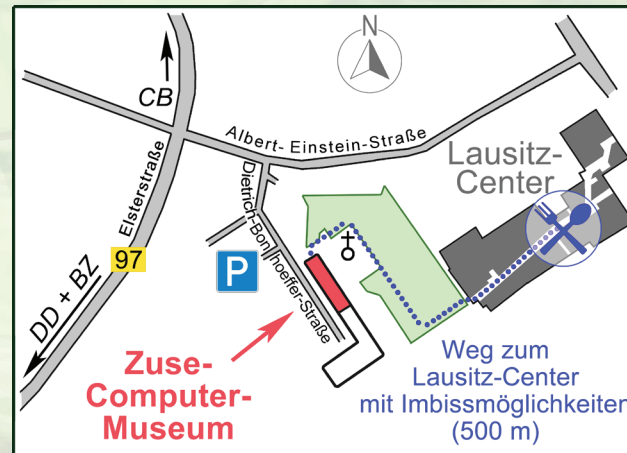 N
CB
Albert- Einstein-Straße
Elsterstraße
Lausitz-
Center
Dietrich-Bonhoeffer-Straße
97
P
DD + BZ
Zuse-
Computer-
Museum
Weg zum
Lausitz-Center
mit Imbissmöglichkeiten
(500 m)